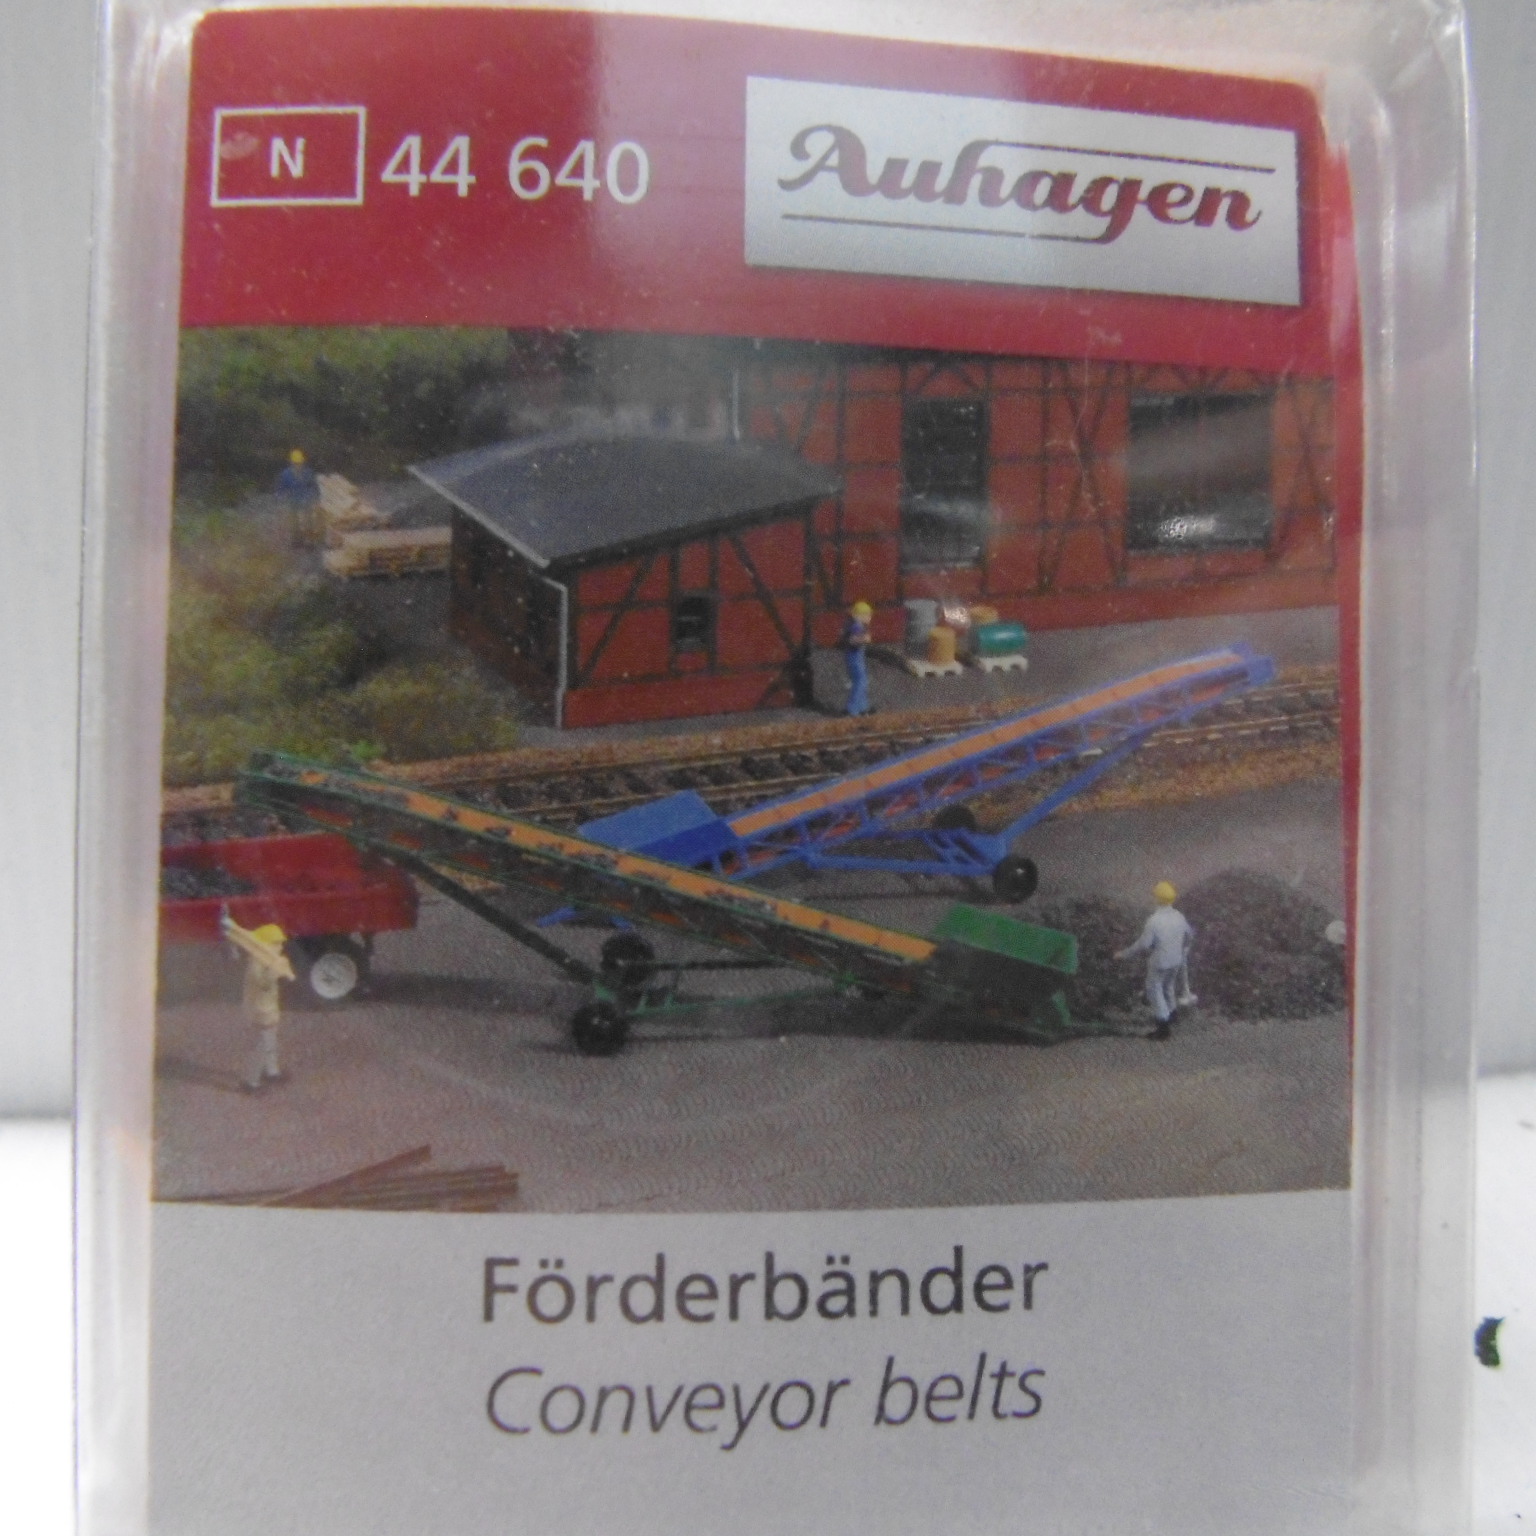 N 44 640 Auhagen
Förderbänder
Conveyor belts